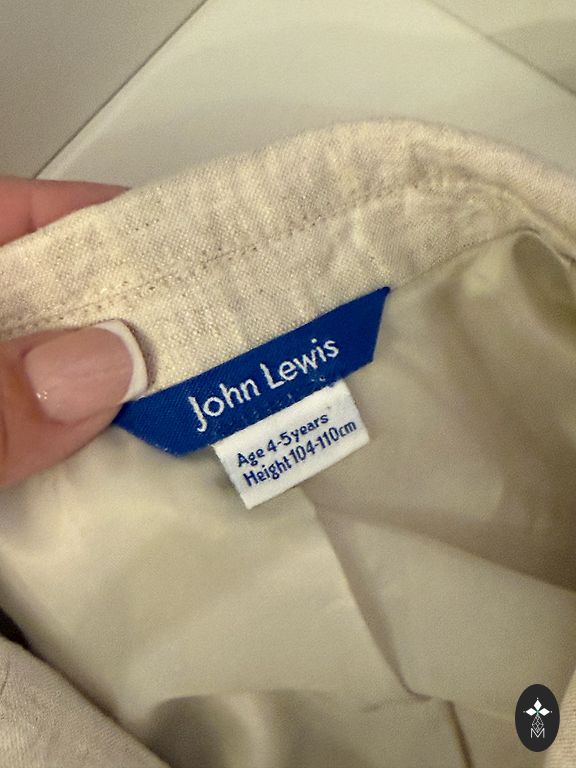 John Lewis
Age 4-5years
Height 104-110cm
M